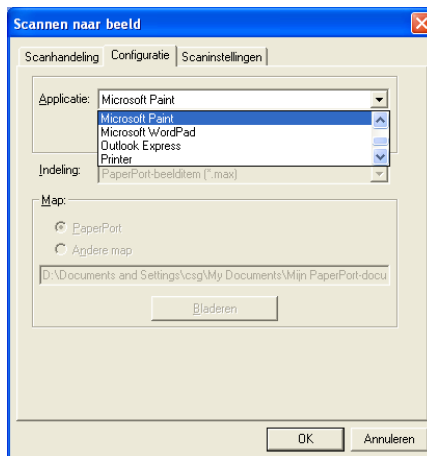 Scannen naar beeld
Scanhandeling Configuratie Scaninstellingen
Applicatie: Microsoft Paint
Microsoft Paint
Microsoft WordPad
Outlook Express
Printer
Indeling: PaperPort-beelditem (*.max)
Map:
PaperPort
Andere map
D:\Documents and Settings\csg\My Documents\Mijn PaperPort-docu
Bladeren
OK Annuleren